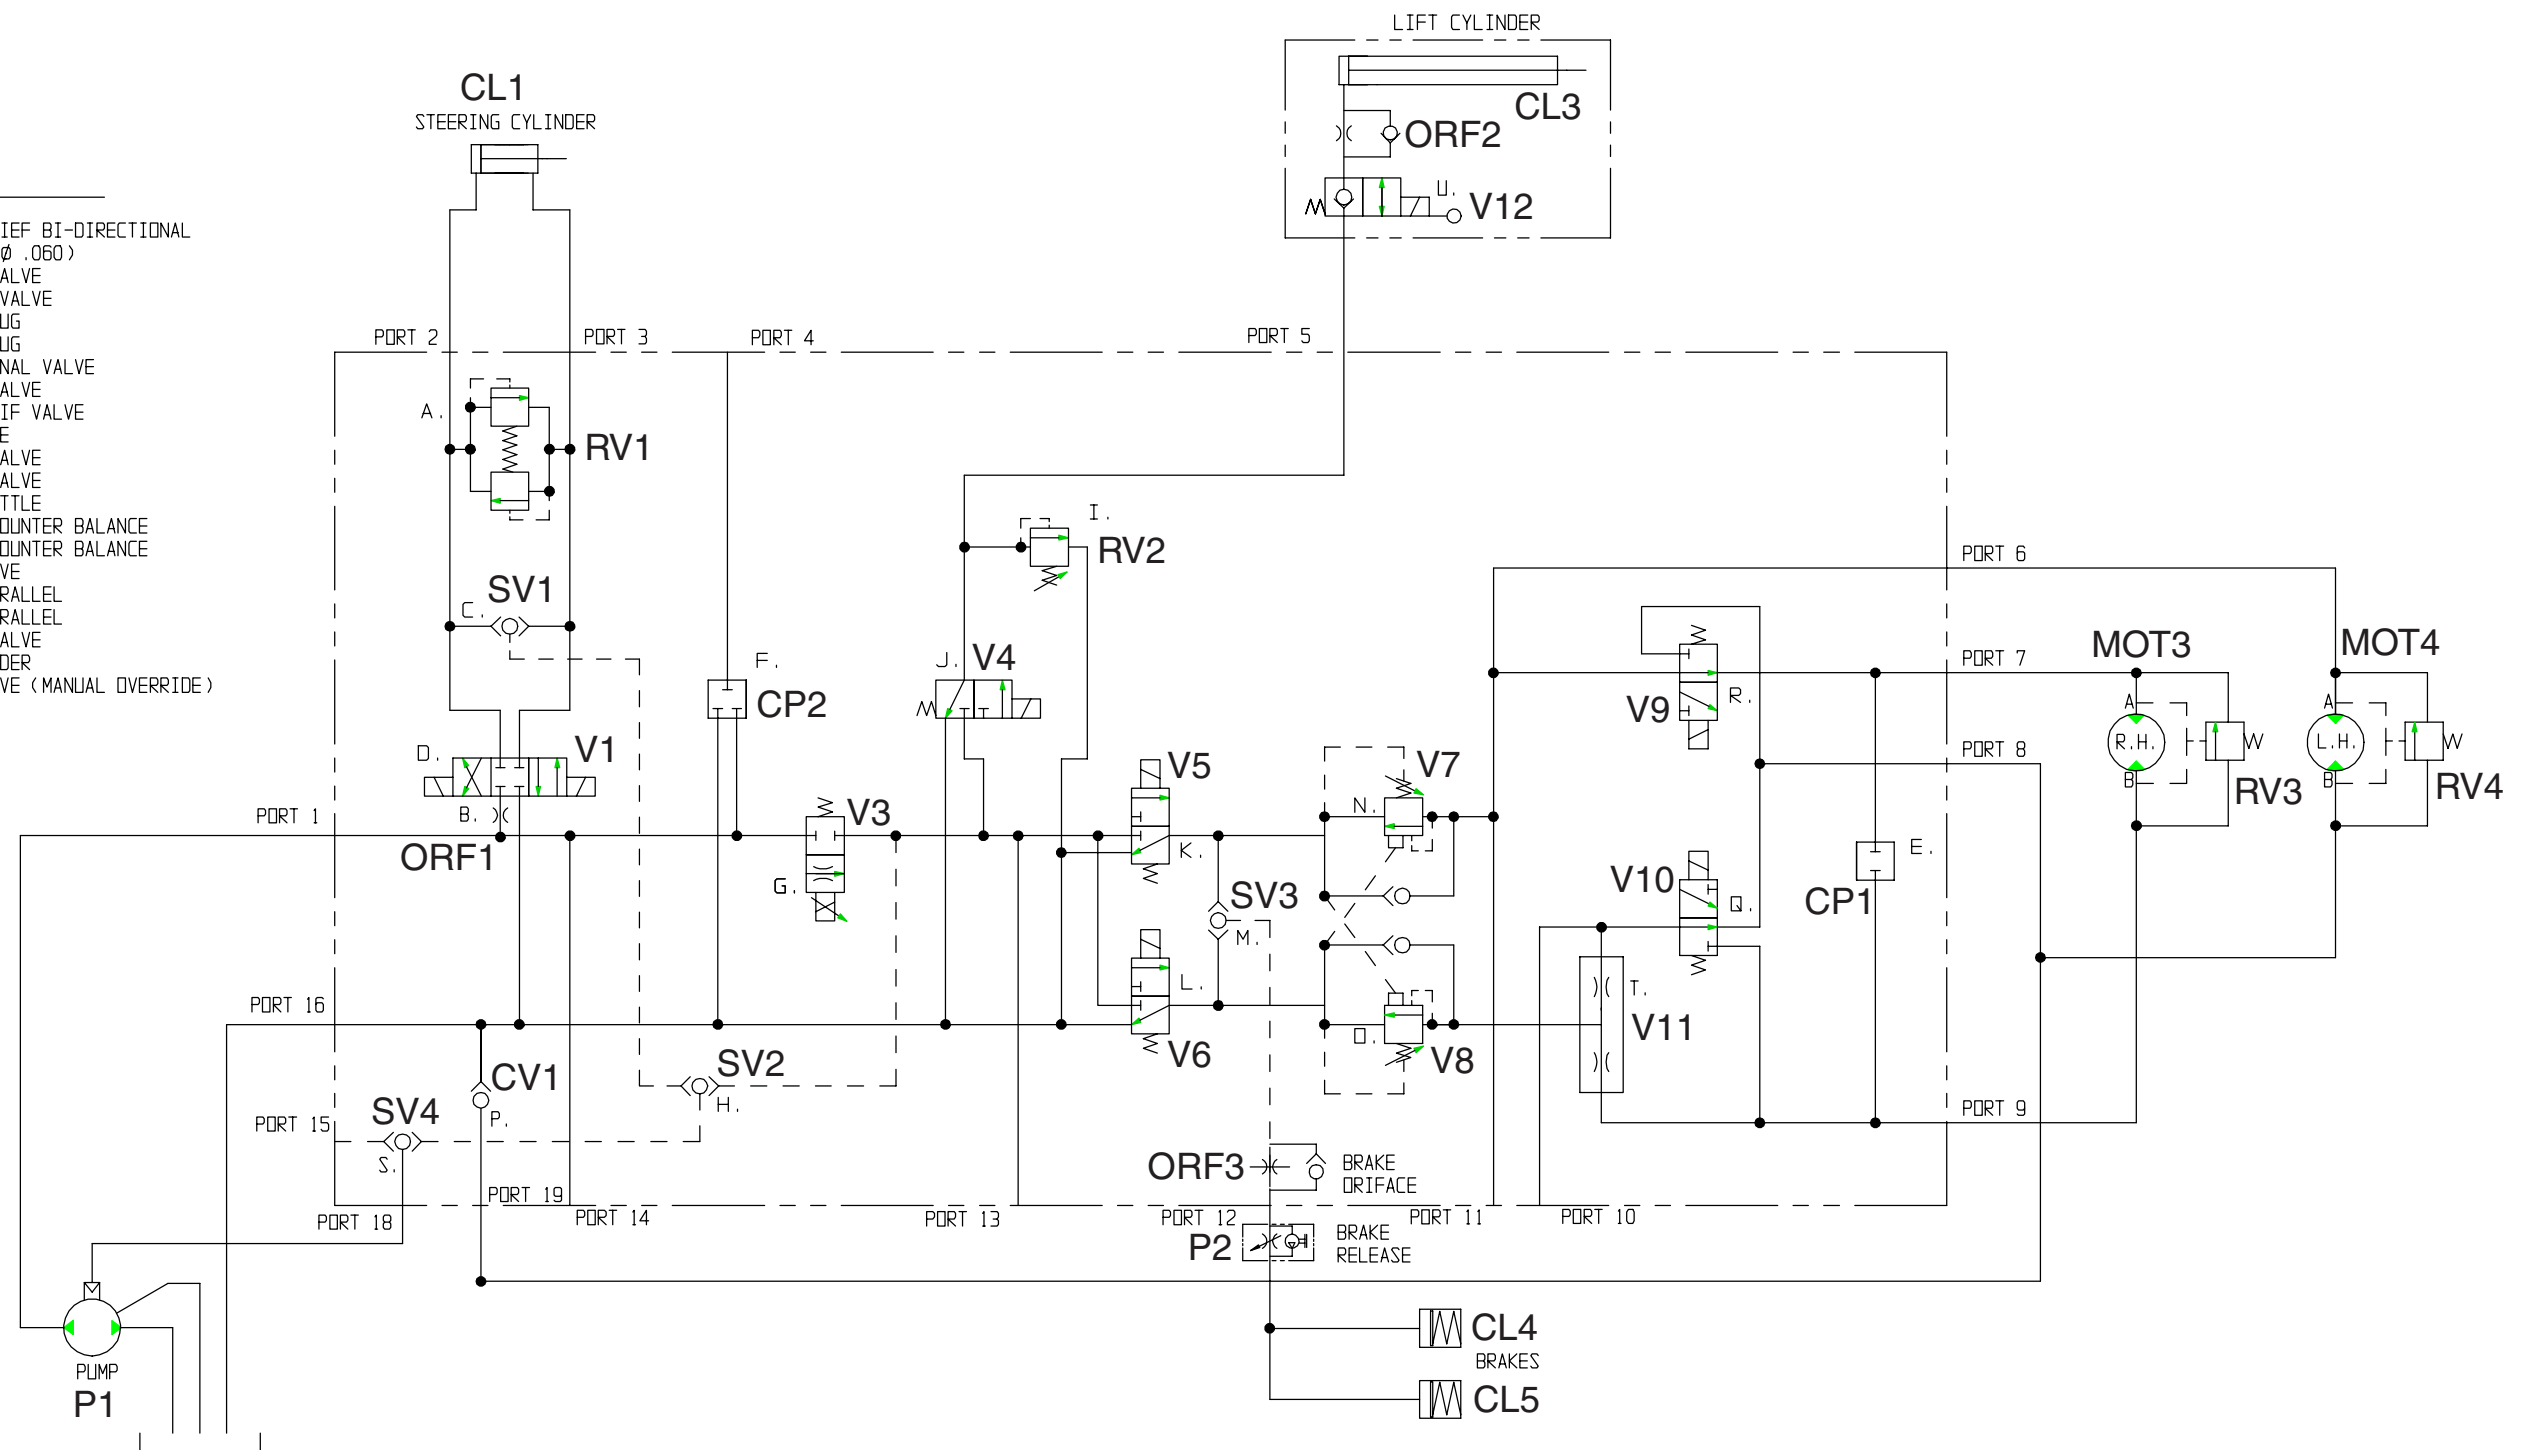 LIFT CYLINDER
CL3
ORF2
U.
V12
CL1
STEERING CYLINDER
IEF BI-DIRECTIONAL
Ø .060)
ALVE
VALVE
UG
UG
NAL VALVE
ALVE
IF VALVE
E
ALVE
ALVE
TTLE
OUNTER BALANCE
OUNTER BALANCE
VE
RALLEL
RALLEL
ALVE
DER
VE (MANUAL OVERRIDE)
PORT 2
PORT 3
PORT 4
PORT 5
A.
RV1
I.
RV2
SV1
C.
PORT 6
J.
V4
F.
CP2
PORT 7
MOT3
MOT4
V9
R.
D.
V1
B.
PORT 1
ORF1
V3
G.
V5
K.
V7
N.
PORT 8
A
R.H.
B
RV3
A
L.H.
B
RV4
SV3
M.
V10
Q.
CP1
E.
PORT 16
L.
V6
O.
V8
T.
V11
CV1
P.
SV2
H.
SV4
S.
PORT 15
PORT 9
ORF3
BRAKE
ORIFACE
PORT 19
PORT 18
PORT 14
PORT 13
PORT 12
PORT 11
PORT 10
P2
BRAKE
RELEASE
PUMP
P1
CL4
BRAKES
CL5